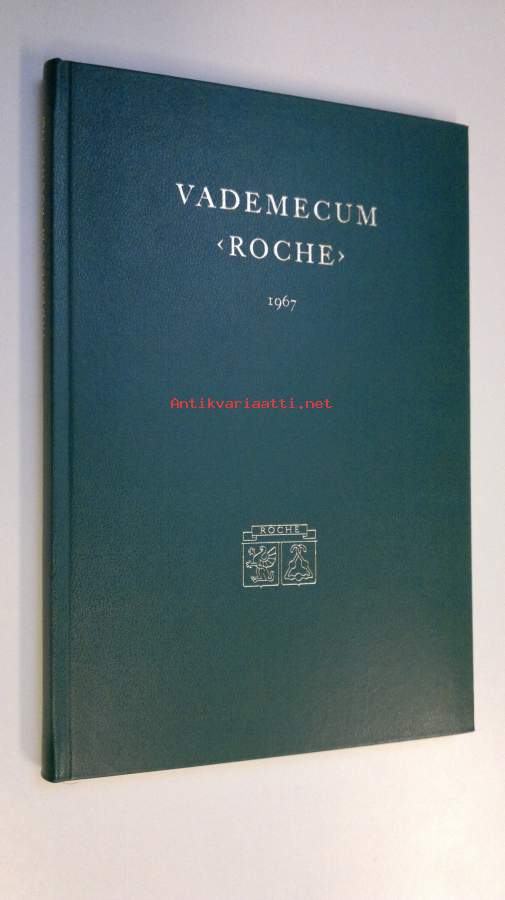 VADEMECUM
‹ROCHE›
1967
Antikvariaatti.net
ROCHE